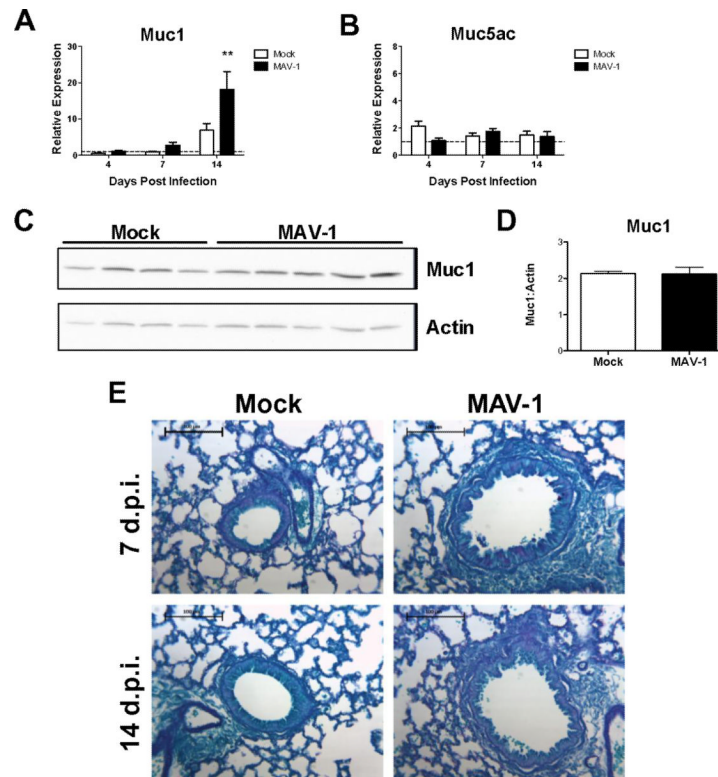 A
Muc1
Relative Expression
30
20
10
0
4
7
14
**
Mock
MAV-1
Days Post Infection
B
Muc5ac
Relative Expression
8
6
4
2
0
4
7
14
Mock
MAV-1
Days Post Infection
C
Mock
MAV-1
Muc1
Actin
D
Muc1
Muc1:Actin
3
2
1
0
Mock
MAV-1
E
Mock
MAV-1
7 d.p.i.
14 d.p.i.